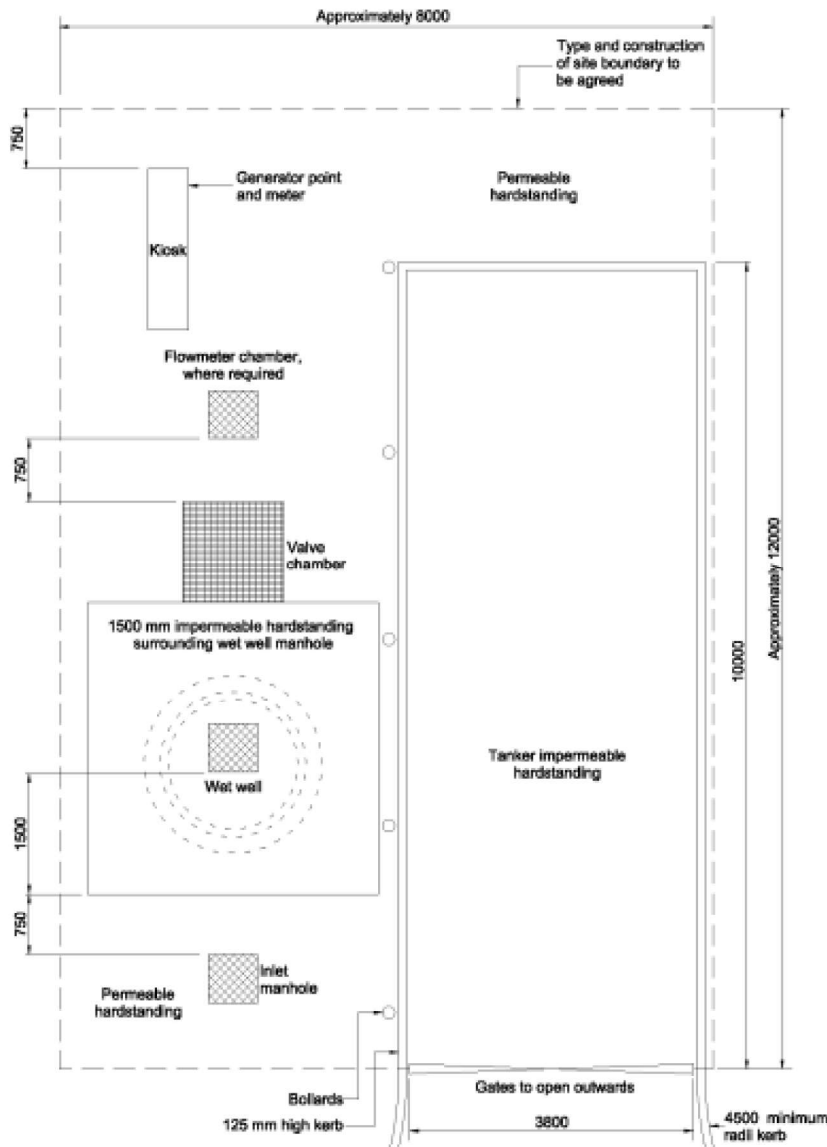 Approximately 8000
Type and construction
of site boundary to
be agreed
750
Generator point
and meter
Permeable
hardstanding
Kiosk
Flowmeter chamber,
where required
750
Valve
chamber
Approximately 12000
10000
1500 mm impermeable hardstanding
surrounding wet well manhole
Wet well
Tanker impermeable
hardstanding
1500
750
Inlet
manhole
Permeable
hardstanding
Bollards
125 mm high kerb
Gates to open outwards
3800
4500 minimum
radii kerb